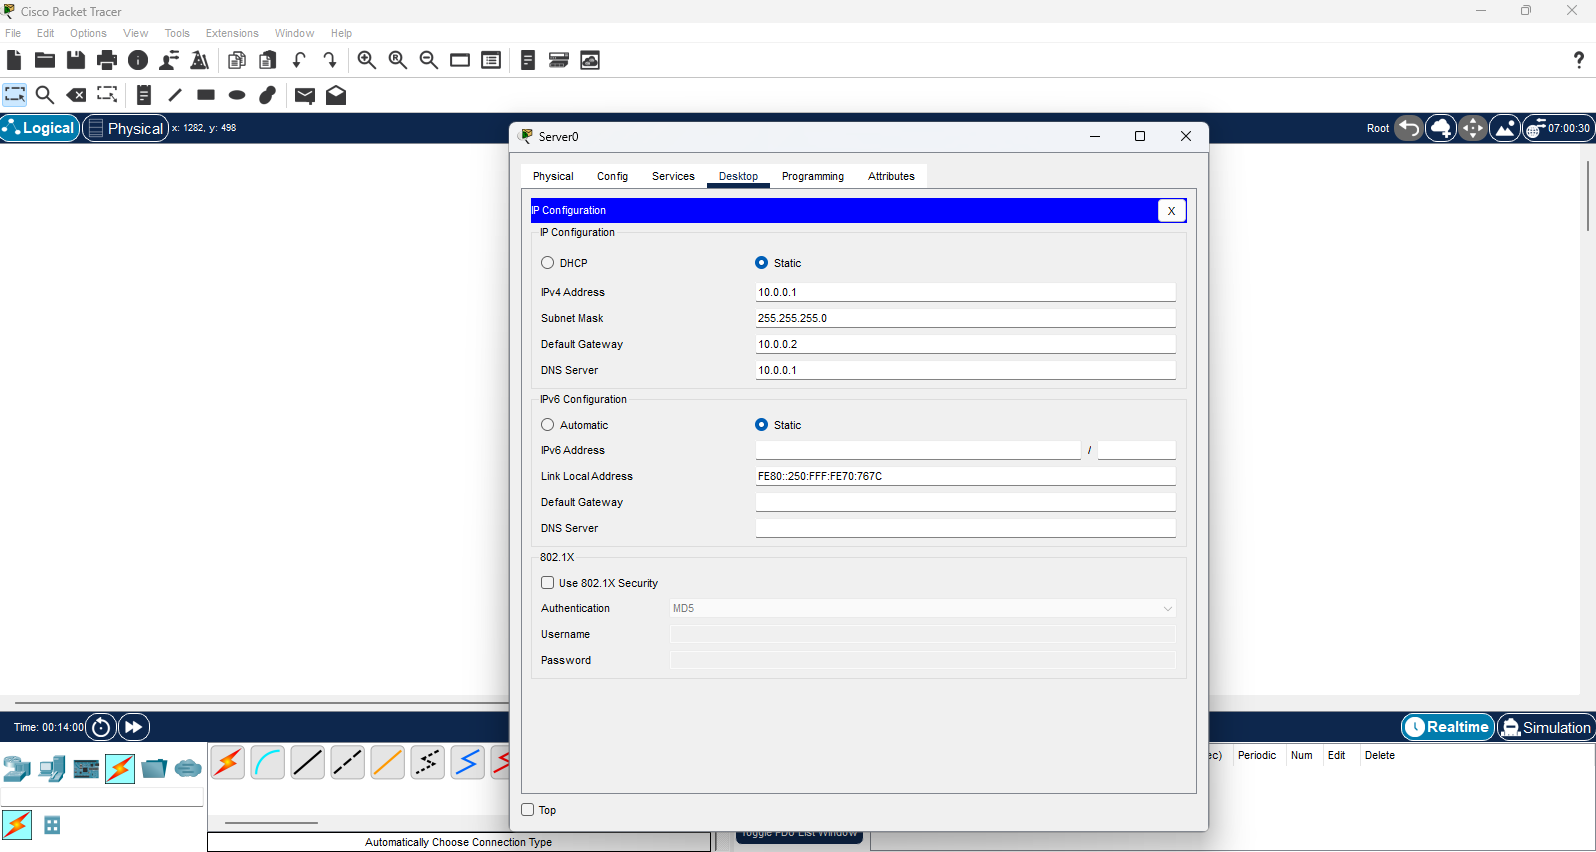 Cisco Packet Tracer
File Edit Options View Tools Extensions Window Help
?
Logical Physical x: 1282, y: 498
Root 07:00:30
Server0
Physical Config Services Desktop Programming Attributes
IP Configuration X
IP Configuration
DHCP Static
IPv4 Address 10.0.0.1
Subnet Mask 255.255.255.0
Default Gateway 10.0.0.2
DNS Server 10.0.0.1
IPv6 Configuration
Automatic Static
IPv6 Address /
Link Local Address FE80::250:FFF:FE70:767C
Default Gateway
DNS Server
802.1X
Use 802.1X Security
Authentication MD5
Username
Password
Top
Time: 00:14:00
Realtime Simulation
ec) Periodic Num Edit Delete
Toggle PDU List Window
Automatically Choose Connection Type